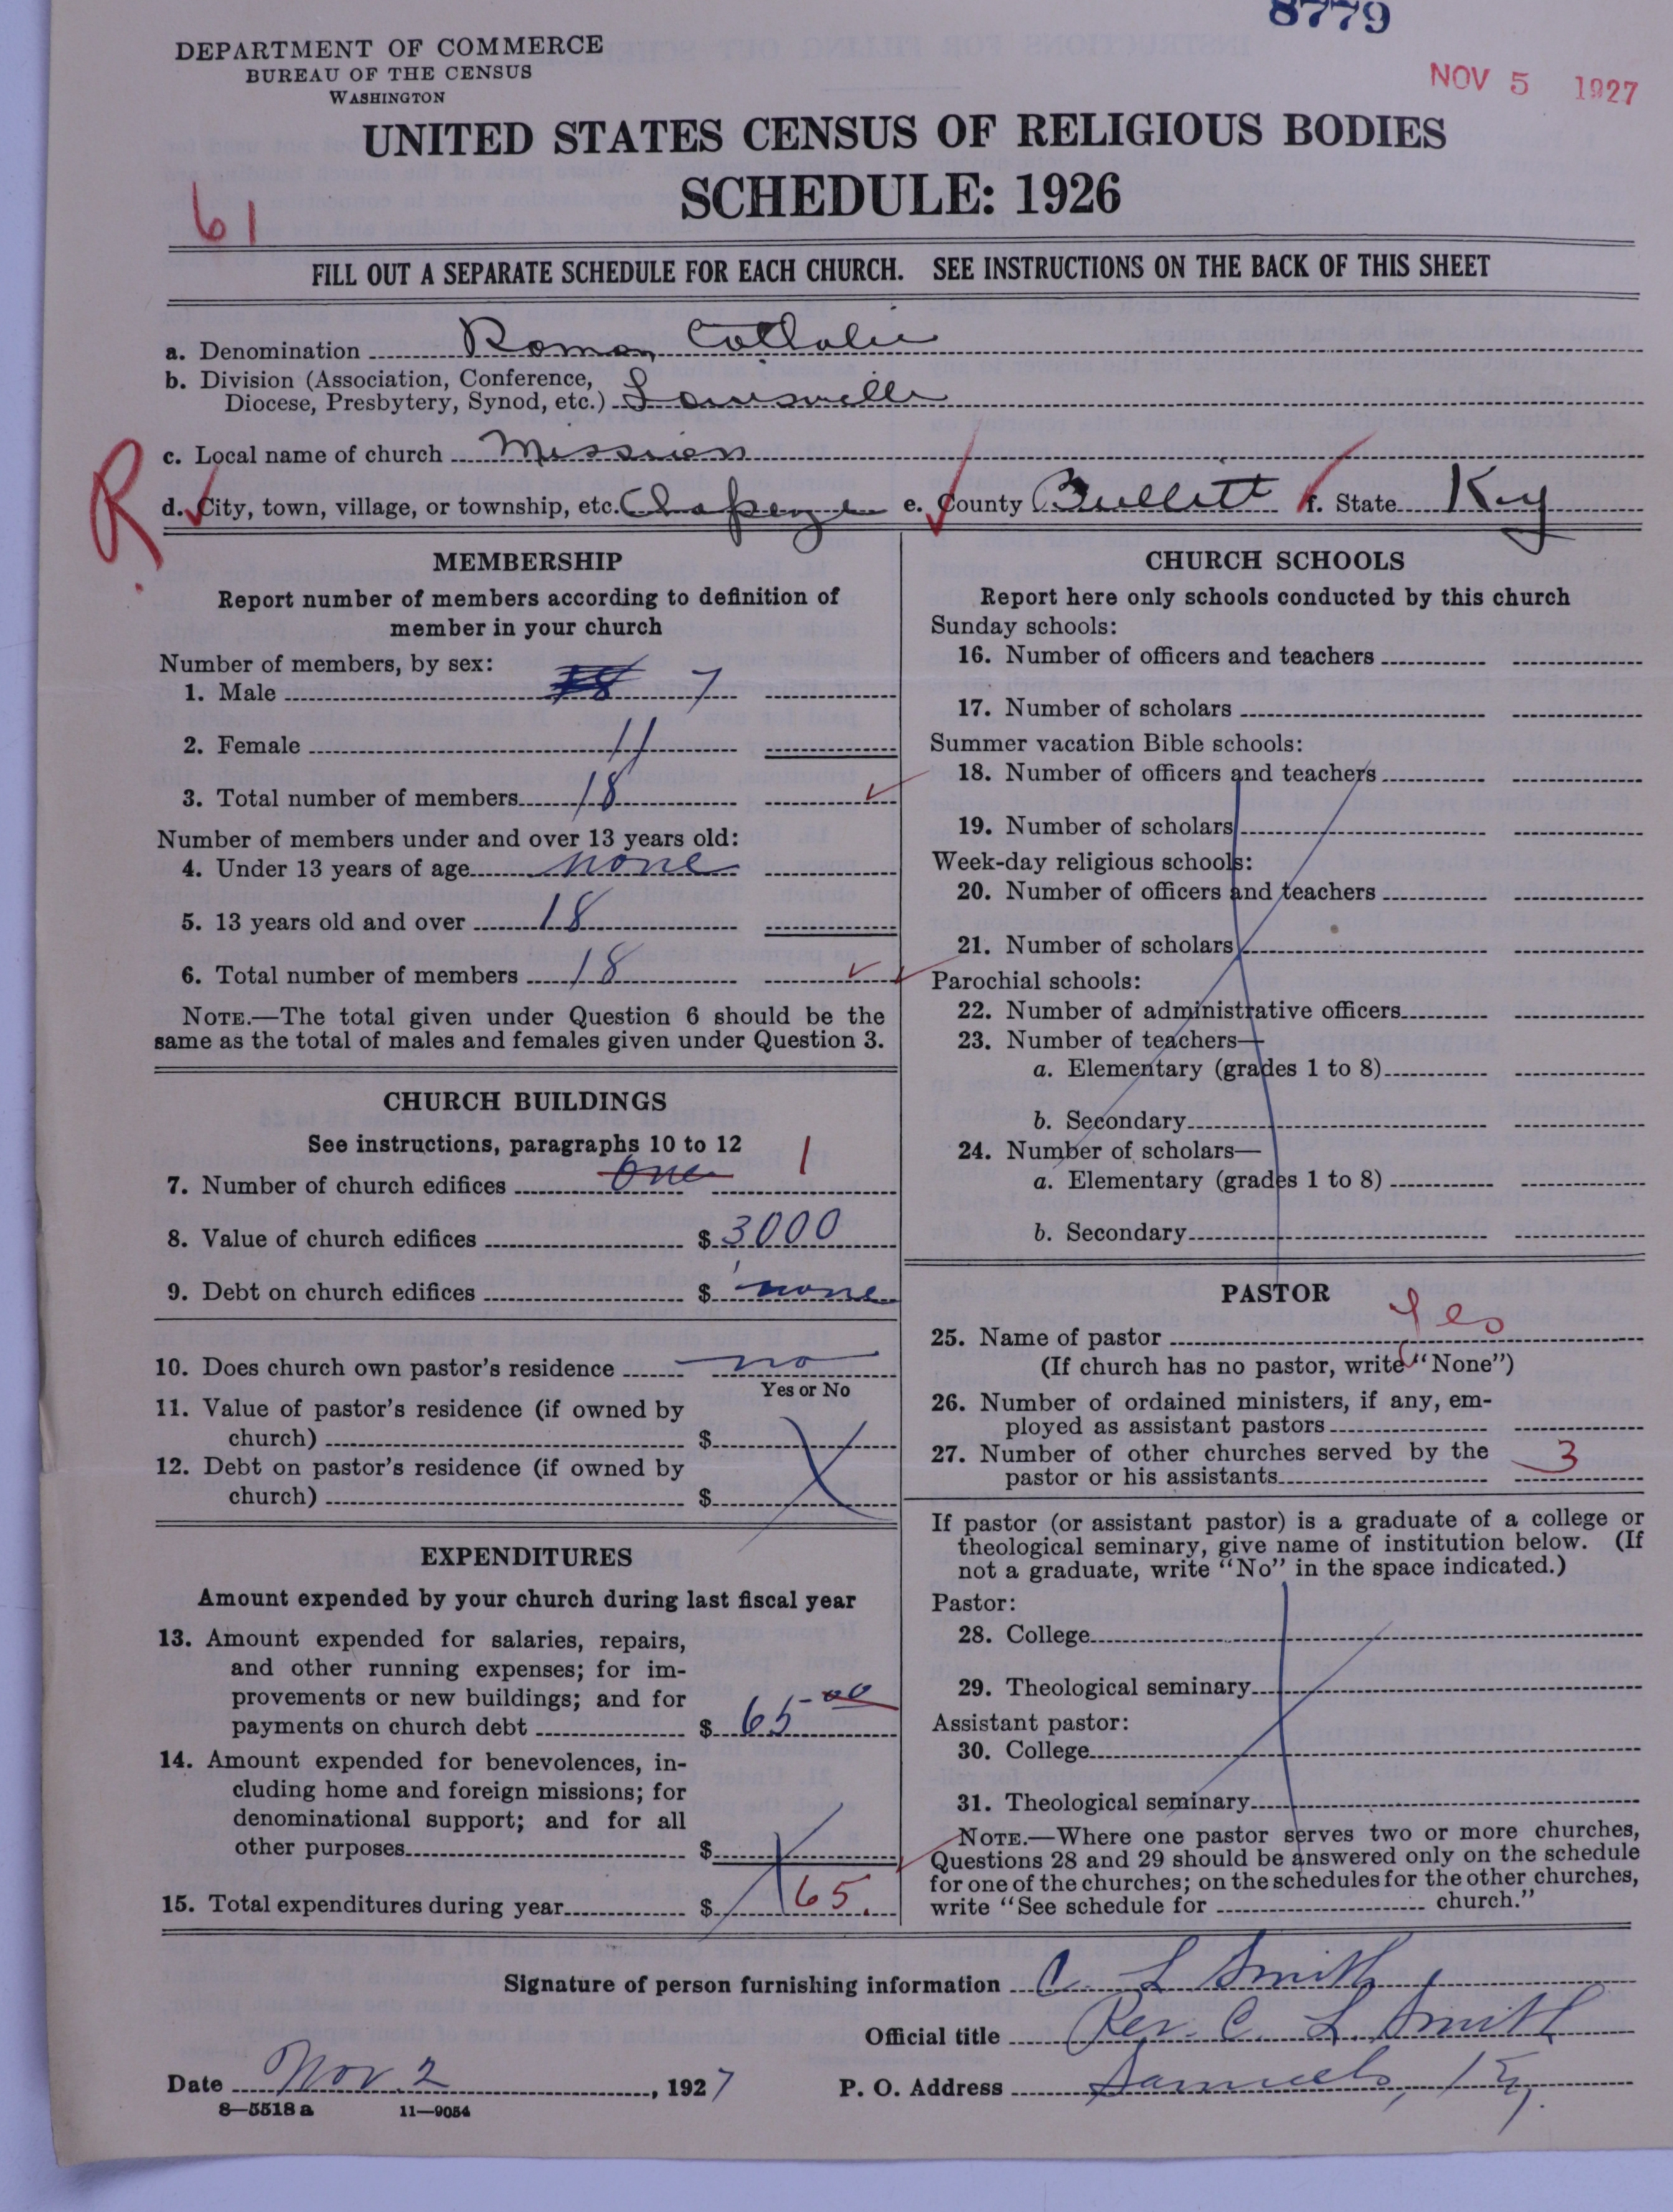 8779
DEPARTMENT OF COMMERCE
BUREAU OF THE CENSUS
WASHINGTON
NOV 5 1927
UNITED STATES CENSUS OF RELIGIOUS BODIES
SCHEDULE: 1926
61
FILL OUT A SEPARATE SCHEDULE FOR EACH CHURCH. SEE INSTRUCTIONS ON THE BACK OF THIS SHEET
a. Denomination Roman Catholic
b. Division (Association, Conference,
Diocese, Presbytery, Synod, etc.) Louisville
c. Local name of church Mission
R
d. City, town, village, or township, etc. Chapeze e. County Bullitt f. State Ky
MEMBERSHIP
Report number of members according to definition of
member in your church
Number of members, by sex:
1. Male 18 7
2. Female 11
3. Total number of members 18
Number of members under and over 13 years old:
4. Under 13 years of age none
5. 13 years old and over 18
6. Total number of members 18
NOTE.—The total given under Question 6 should be the
same as the total of males and females given under Question 3.
CHURCH BUILDINGS
See instructions, paragraphs 10 to 12
7. Number of church edifices one 1
8. Value of church edifices $ 3000
9. Debt on church edifices $ none
10. Does church own pastor's residence no
Yes or No
11. Value of pastor's residence (if owned by
church) $
12. Debt on pastor's residence (if owned by
church) $
EXPENDITURES
Amount expended by your church during last fiscal year
13. Amount expended for salaries, repairs,
and other running expenses; for im-
provements or new buildings; and for
payments on church debt $ 65-00
14. Amount expended for benevolences, in-
cluding home and foreign missions; for
denominational support; and for all
other purposes $
15. Total expenditures during year $ 65.
CHURCH SCHOOLS
Report here only schools conducted by this church
Sunday schools:
16. Number of officers and teachers
17. Number of scholars
Summer vacation Bible schools:
18. Number of officers and teachers
19. Number of scholars
Week-day religious schools:
20. Number of officers and teachers
21. Number of scholars
Parochial schools:
22. Number of administrative officers
23. Number of teachers—
a. Elementary (grades 1 to 8)
b. Secondary
24. Number of scholars—
a. Elementary (grades 1 to 8)
b. Secondary
PASTOR
25. Name of pastor Yes
(If church has no pastor, write "None")
26. Number of ordained ministers, if any, em-
ployed as assistant pastors
27. Number of other churches served by the
pastor or his assistants 3
If pastor (or assistant pastor) is a graduate of a college or
theological seminary, give name of institution below. (If
not a graduate, write "No" in the space indicated.)
Pastor:
28. College
29. Theological seminary
Assistant pastor:
30. College
31. Theological seminary
NOTE.—Where one pastor serves two or more churches,
Questions 28 and 29 should be answered only on the schedule
for one of the churches; on the schedules for the other churches,
write "See schedule for church."
Signature of person furnishing information C. L Smith
Official title Rev. C. L. Smith
Date Nov. 2, 1927 P. O. Address Samuels, Ky.
8—5518 a 11—9054